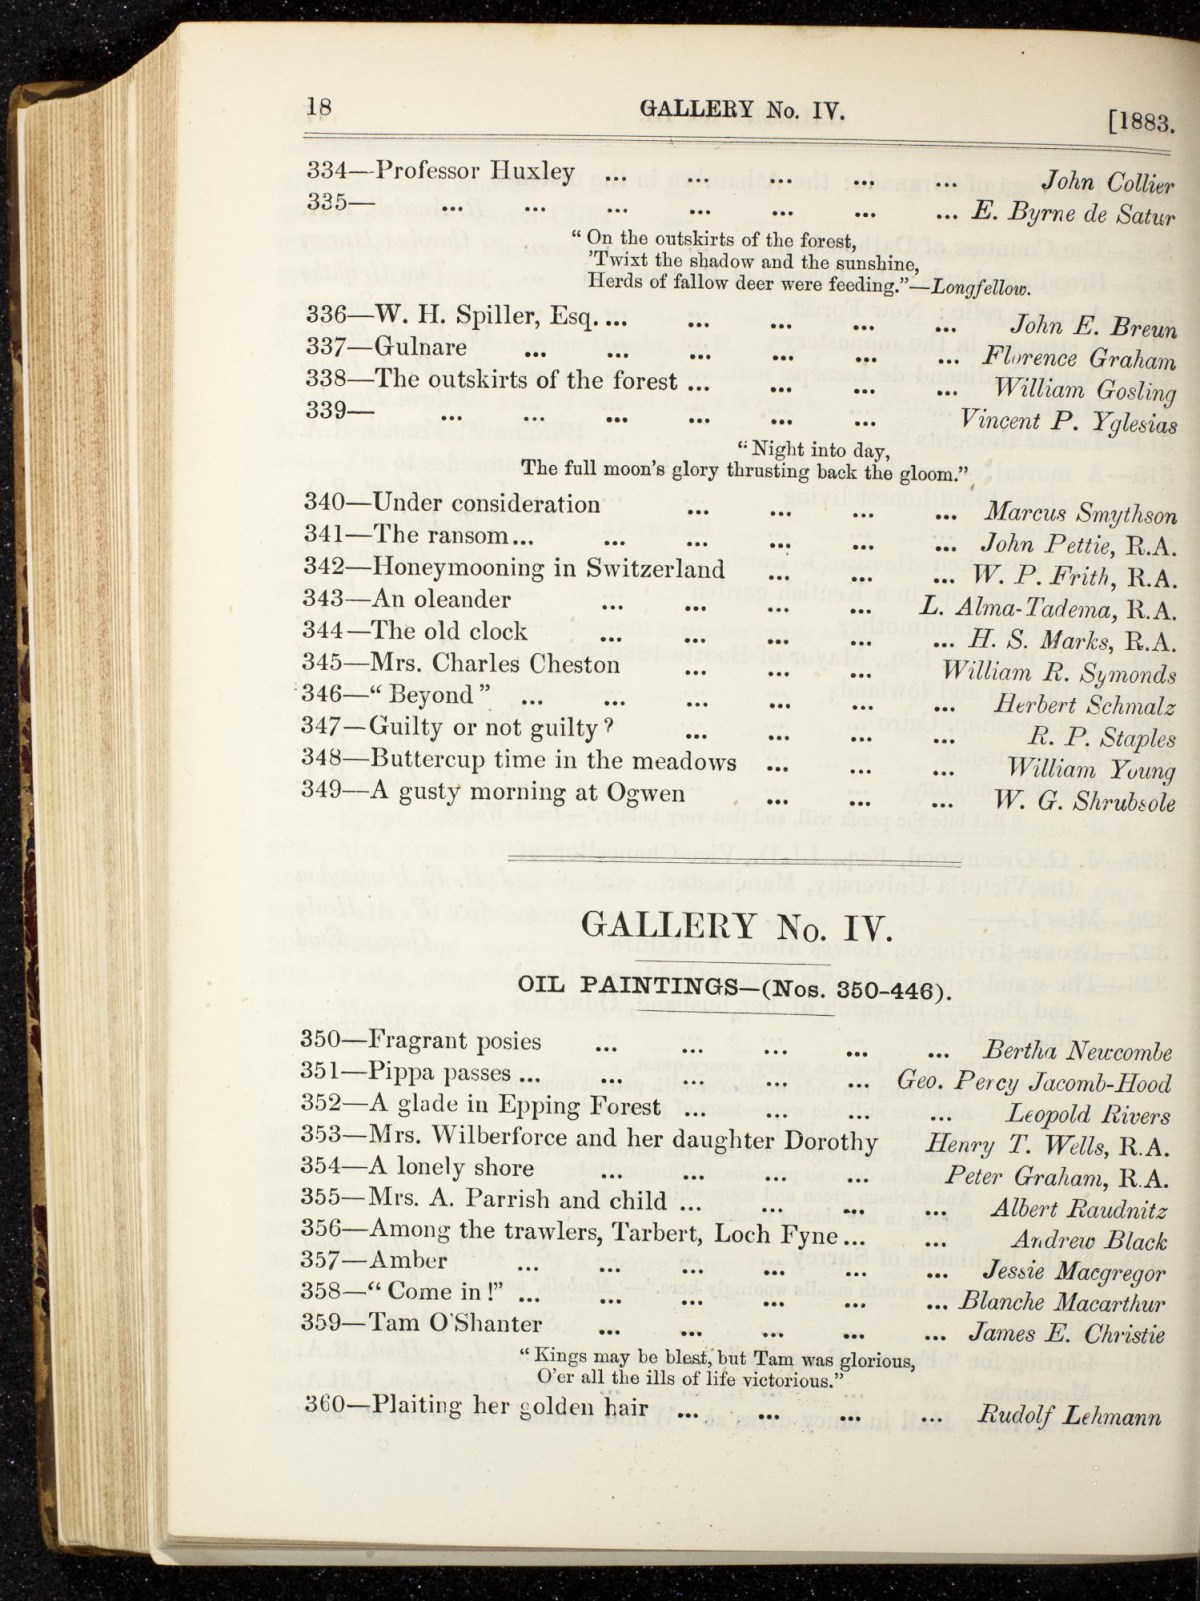 18 GALLERY No. IV. [1883.
334—Professor Huxley ... ... ... ... ... John Collier
335— ... ... ... ... ... ... ... E. Byrne de Satur
“ On the outskirts of the forest,
’Twixt the shadow and the sunshine,
Herds of fallow deer were feeding.”—Longfellow.
336—W. H. Spiller, Esq. ... ... ... ... ... John E. Breun
337—Gulnare ... ... ... ... ... ... Florence Graham
338—The outskirts of the forest ... ... ... ... William Gosling
339— ... ... ... ... ... ... Vincent P. Yglesias
“ Night into day,
The full moon’s glory thrusting back the gloom.”
340—Under consideration ... ... ... ... Marcus Smythson
341—The ransom... ... ... ... ... ... John Pettie, R.A.
342—Honeymooning in Switzerland ... ... ... W. P. Frith, R.A.
343—An oleander ... ... ... ... L. Alma-Tadema, R.A.
344—The old clock ... ... ... ... ... H. S. Marks, R.A.
345—Mrs. Charles Cheston ... ... ... William R. Symonds
346—“ Beyond ” ... ... ... ... ... ... Herbert Schmalz
347—Guilty or not guilty ? ... ... ... ... R. P. Staples
348—Buttercup time in the meadows ... ... ... William Young
349—A gusty morning at Ogwen ... ... ... W. G. Shrubsole
GALLERY No. IV.
OIL PAINTINGS—(Nos. 350-446).
350—Fragrant posies ... ... ... ... ... Bertha Newcombe
351—Pippa passes ... ... ... ... ... Geo. Percy Jacomb-Hood
352—A glade in Epping Forest ... ... ... ... Leopold Rivers
353—Mrs. Wilberforce and her daughter Dorothy Henry T. Wells, R.A.
354—A lonely shore ... ... ... ... Peter Graham, R.A.
355—Mrs. A. Parrish and child ... ... ... ... Albert Raudnitz
356—Among the trawlers, Tarbert, Loch Fyne ... ... Andrew Black
357—Amber ... ... ... ... ... ... Jessie Macgregor
358—“ Come in !” ... ... ... ... ... ... Blanche Macarthur
359—Tam O'Shanter ... ... ... ... ... James E. Christie
“ Kings may be blest, but Tam was glorious,
O’er all the ills of life victorious.”
360—Plaiting her golden hair ... ... ... ... Rudolf Lehmann